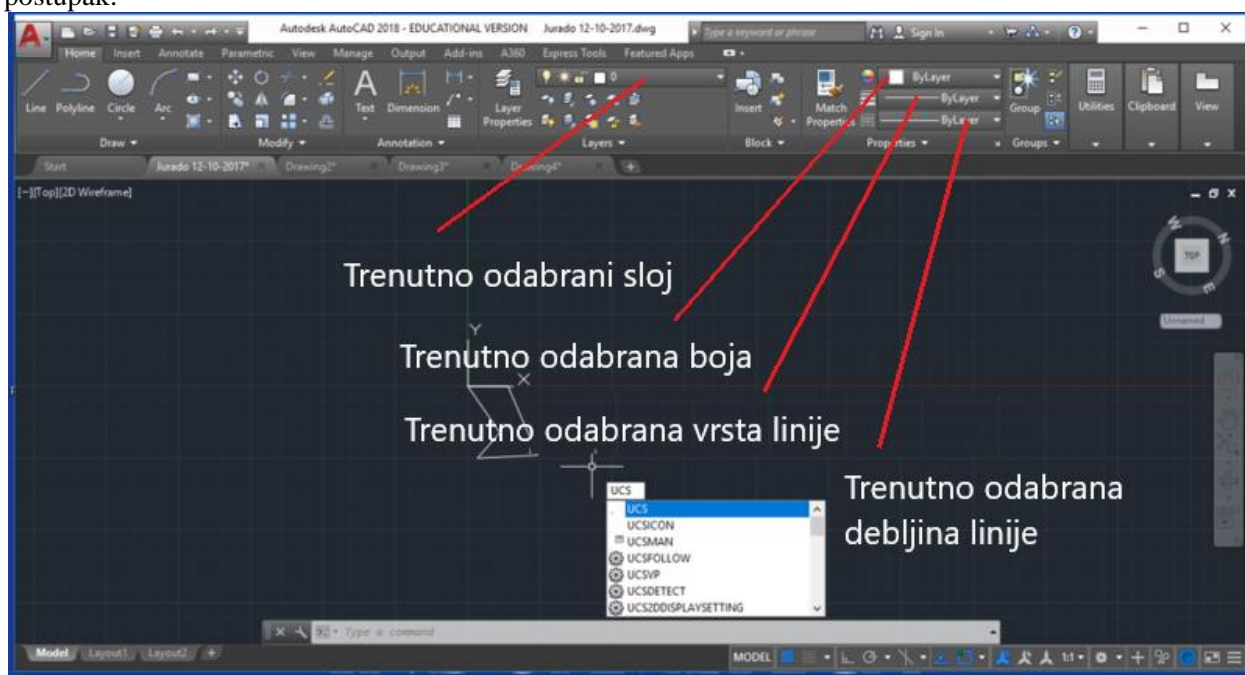 postupak.
Autodesk AutoCAD 2018 - EDUCATIONAL VERSION Jurado 12-10-2017.dwg Type a keyword or phrase Sign In
Home Insert Annotate Parametric View Manage Output Add-ins A360 Express Tools Featured Apps
0
ByLayer
ByLayer
ByLayer
Line Polyline Circle Arc Text Dimension Layer Properties Insert Match Properties Group Utilities Clipboard View
Draw Modify Annotation Layers Block Properties Groups
Start Jurado 12-10-2017* Drawing2* Drawing3* Drawing4*
[-][Top][2D Wireframe]
W N
TOP
S E
Unnamed
Trenutno odabrani sloj
Y
X
Trenutno odabrana boja
Trenutno odabrana vrsta linije
Trenutno odabrana
debljina linije
UCS
UCS
UCSICON
UCSMAN
UCSFOLLOW
UCSVP
UCSDETECT
UCS2DDISPLAYSETTING
Type a command
Model Layout1 Layout2 +
MODEL 1:1